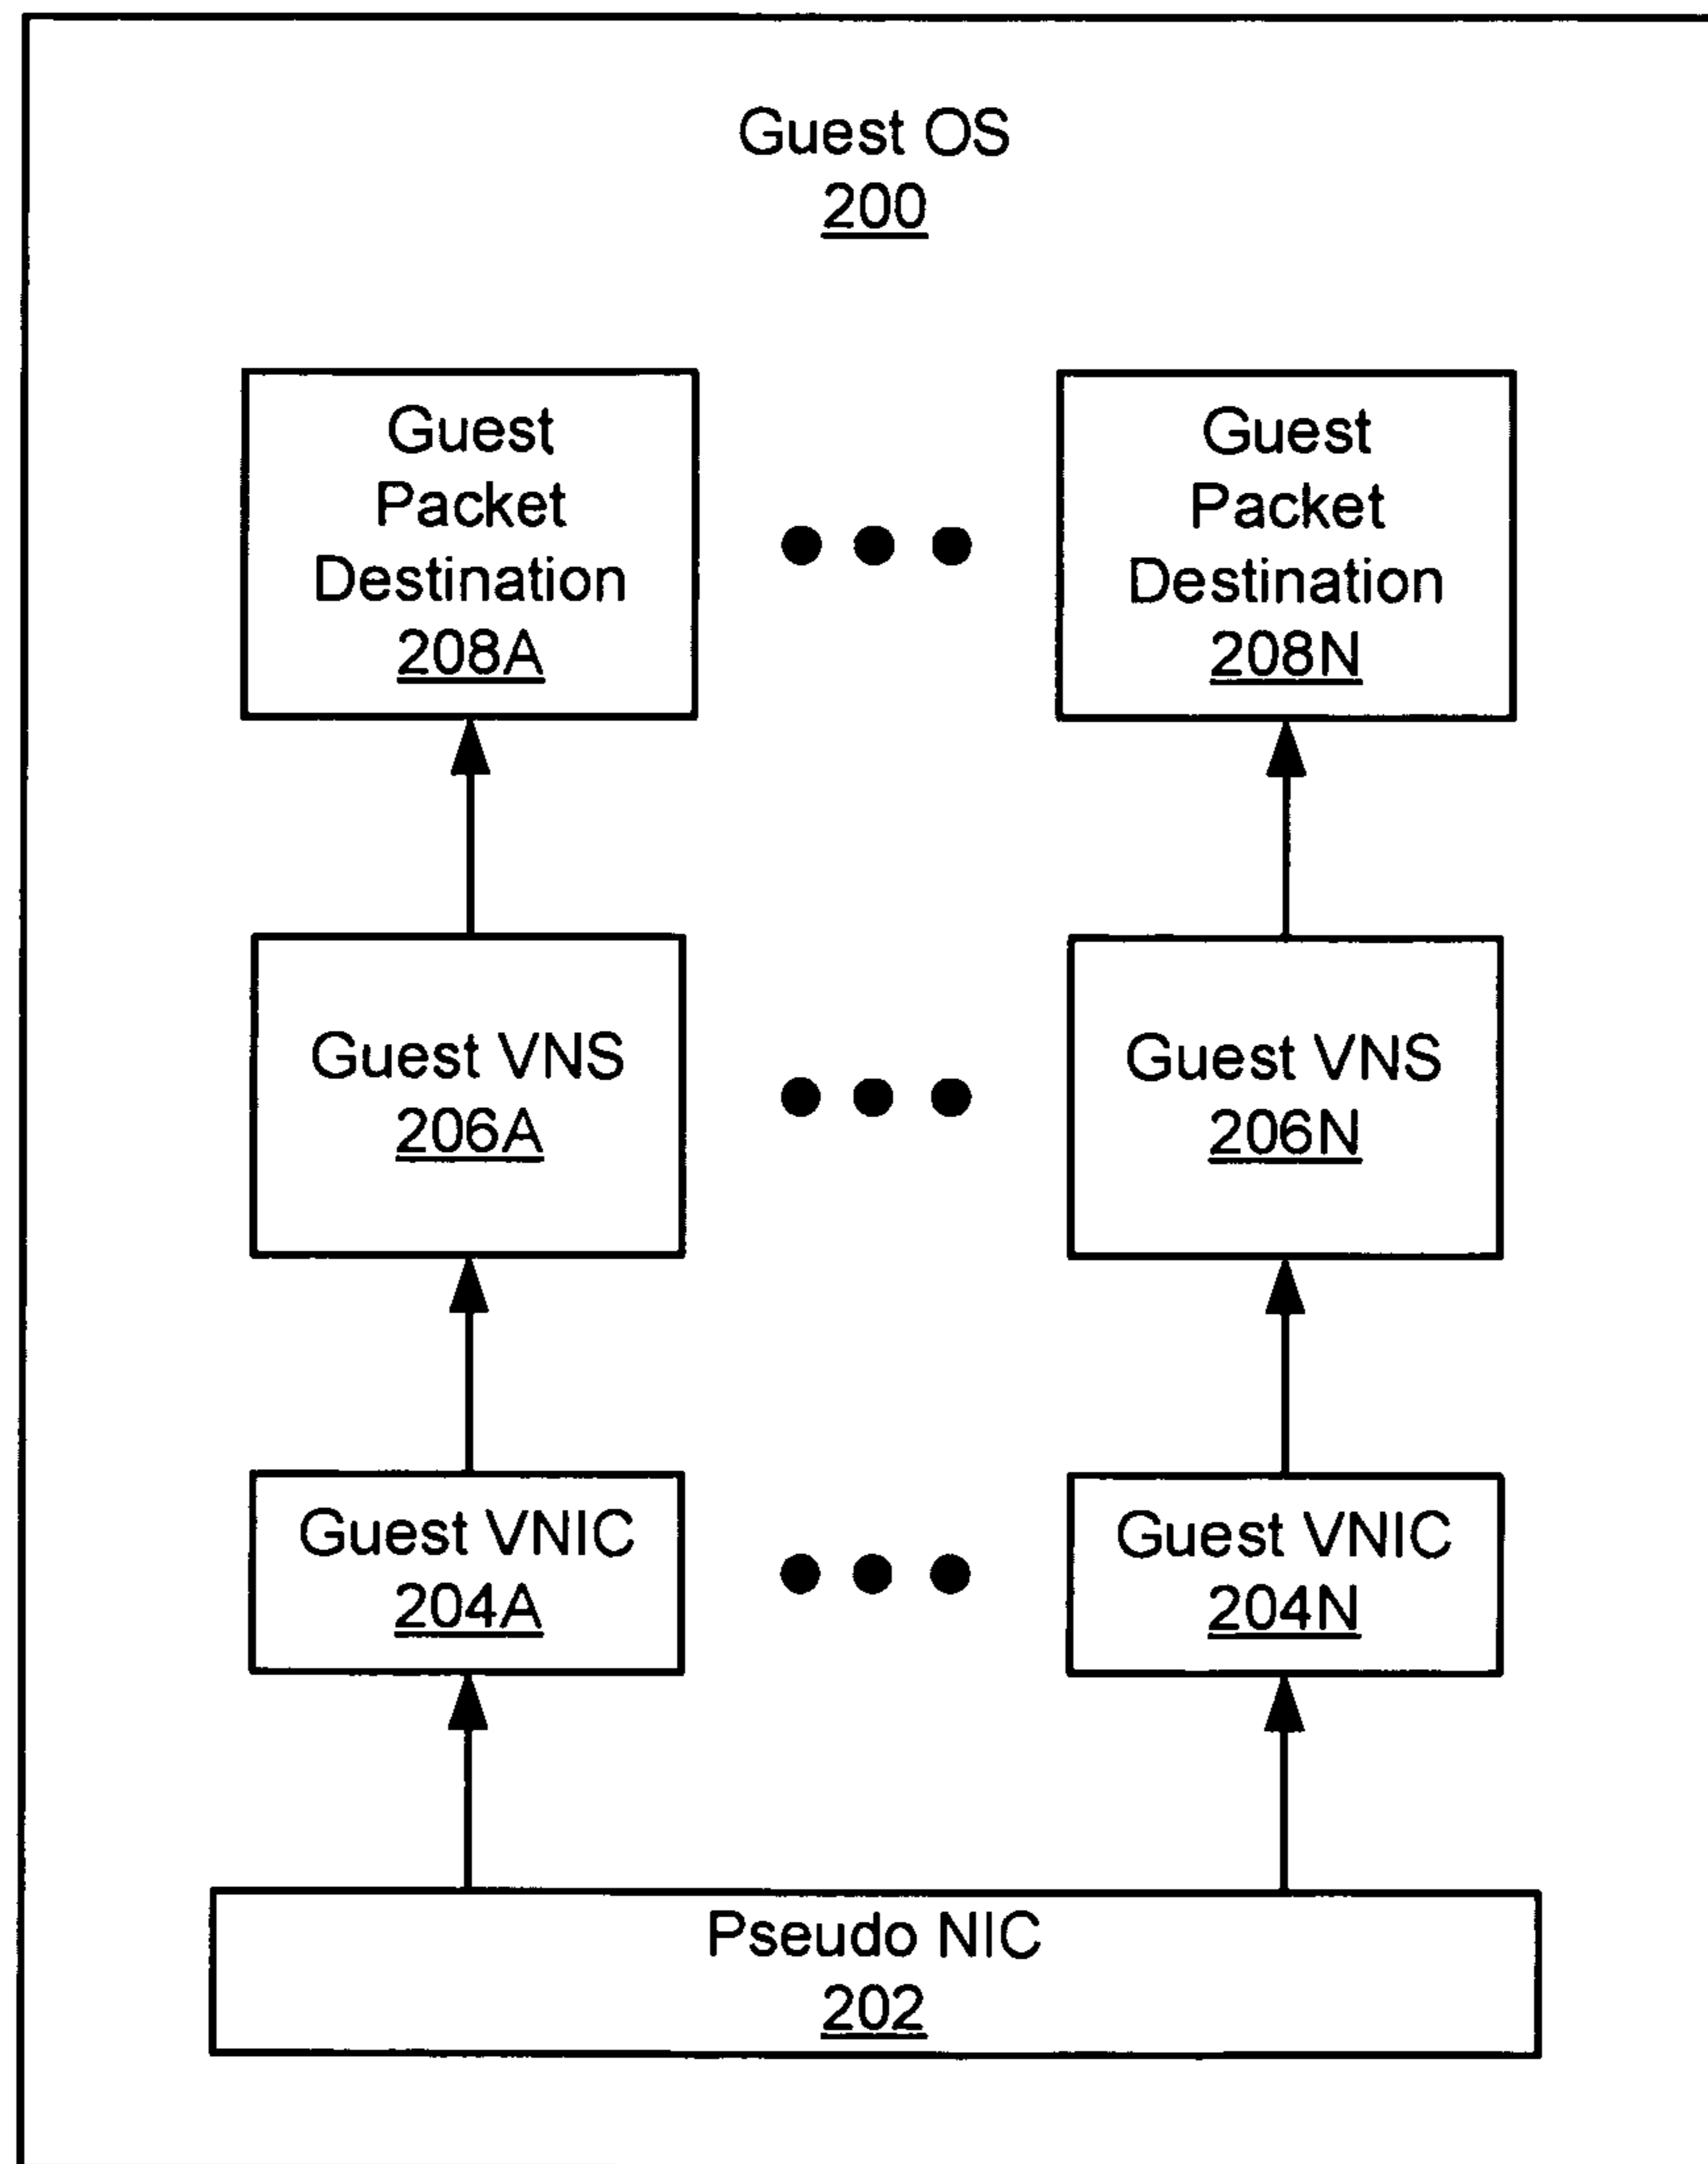 Guest OS
200
Guest
Packet
Destination
208A
Guest
Packet
Destination
208N
Guest VNS
206A
Guest VNS
206N
Guest VNIC
204A
Guest VNIC
204N
Pseudo NIC
202